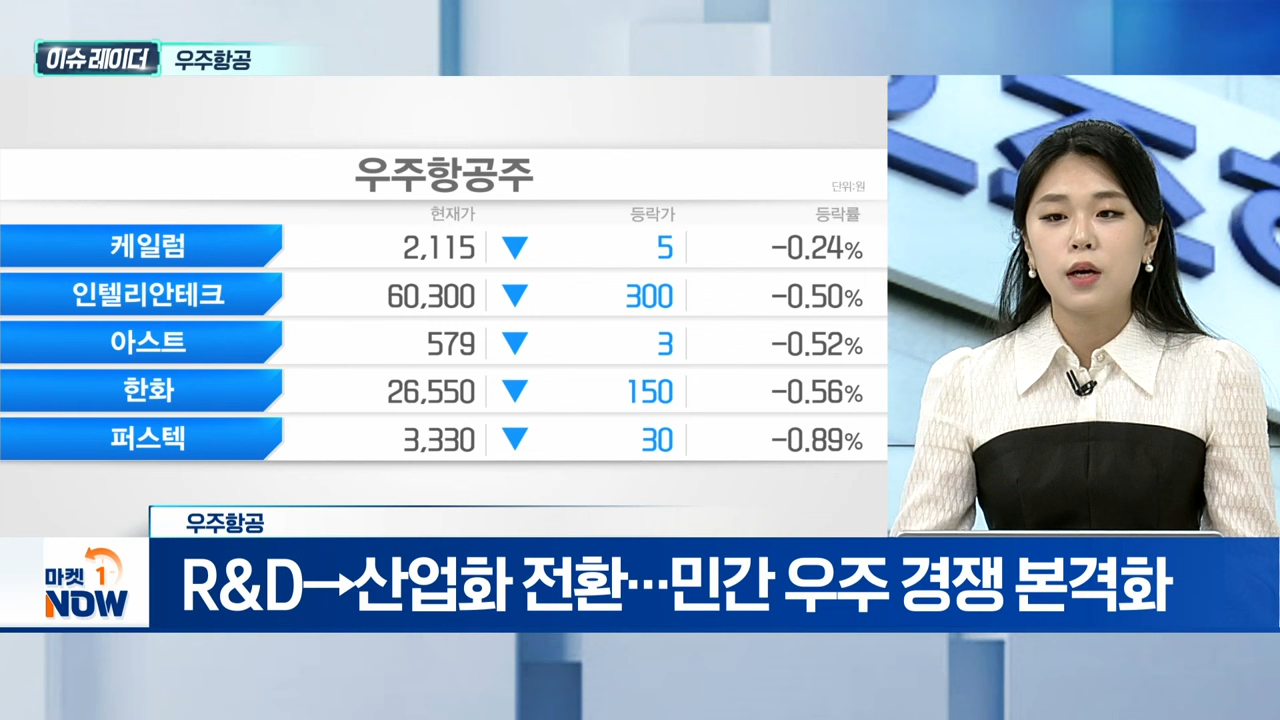 이슈 레이더 우주항공
우주항공주
단위:원
현재가 등락가 등락률
케일럼 2,115 ▼ 5 -0.24%
인텔리안테크 60,300 ▼ 300 -0.50%
아스트 579 ▼ 3 -0.52%
한화 26,550 ▼ 150 -0.56%
퍼스텍 3,330 ▼ 30 -0.89%
우주항공
마켓 1
NOW
R&D→산업화 전환…민간 우주 경쟁 본격화